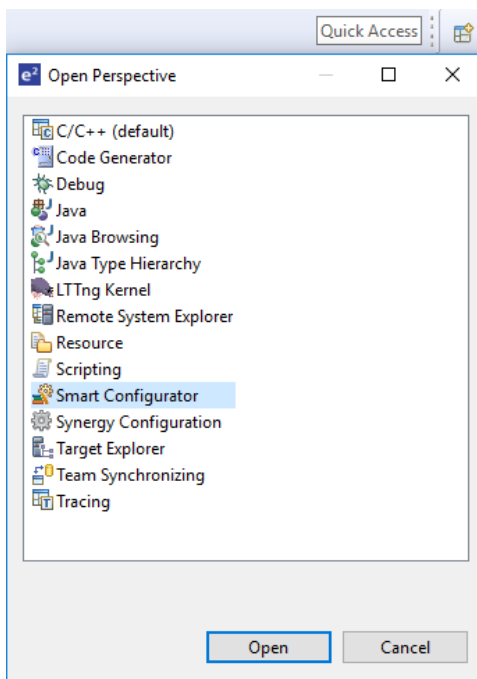 Quick Access
e² Open Perspective
C/C++ (default)
Code Generator
Debug
Java
Java Browsing
Java Type Hierarchy
LTTng Kernel
Remote System Explorer
Resource
Scripting
Smart Configurator
Synergy Configuration
Target Explorer
Team Synchronizing
Tracing
Open Cancel